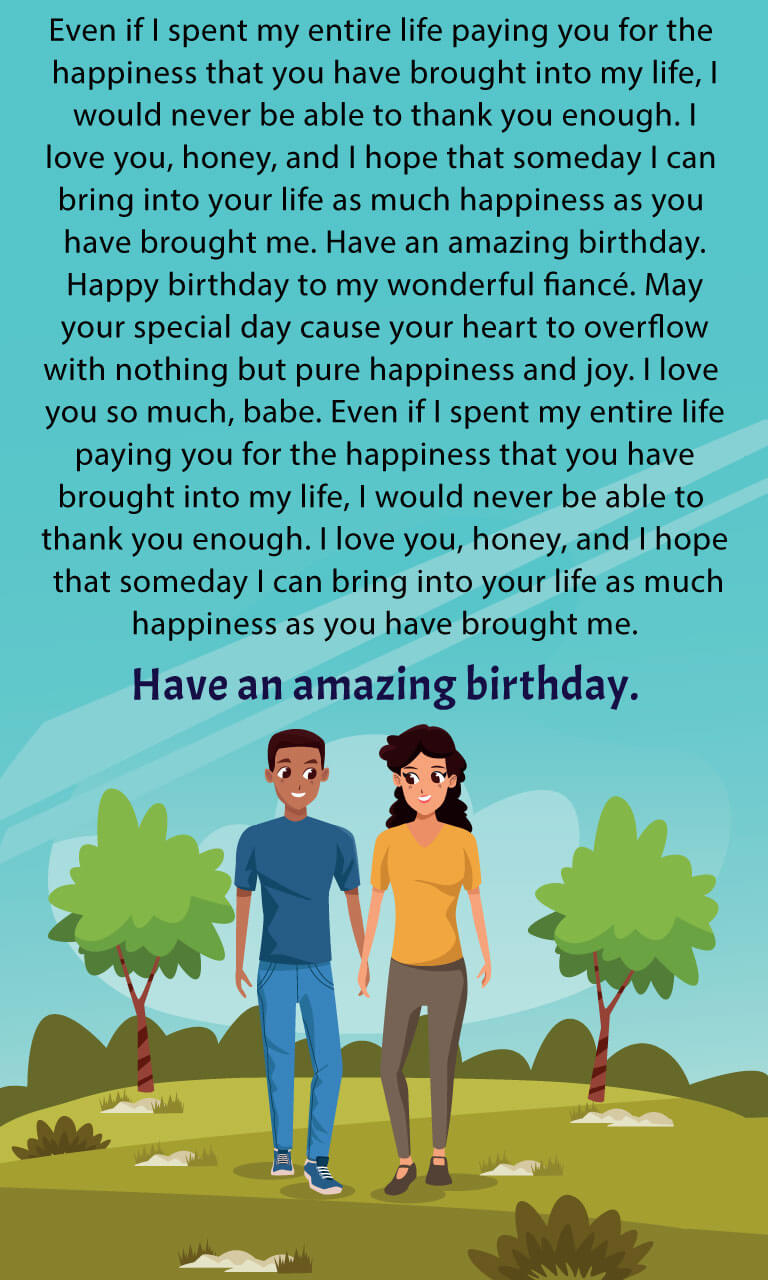 Even if I spent my entire life paying you for the
happiness that you have brought into my life, I
would never be able to thank you enough. I
love you, honey, and I hope that someday I can
bring into your life as much happiness as you
have brought me. Have an amazing birthday.
Happy birthday to my wonderful fiancé. May
your special day cause your heart to overflow
with nothing but pure happiness and joy. I love
you so much, babe. Even if I spent my entire life
paying you for the happiness that you have
brought into my life, I would never be able to
thank you enough. I love you, honey, and I hope
that someday I can bring into your life as much
happiness as you have brought me.
Have an amazing birthday.